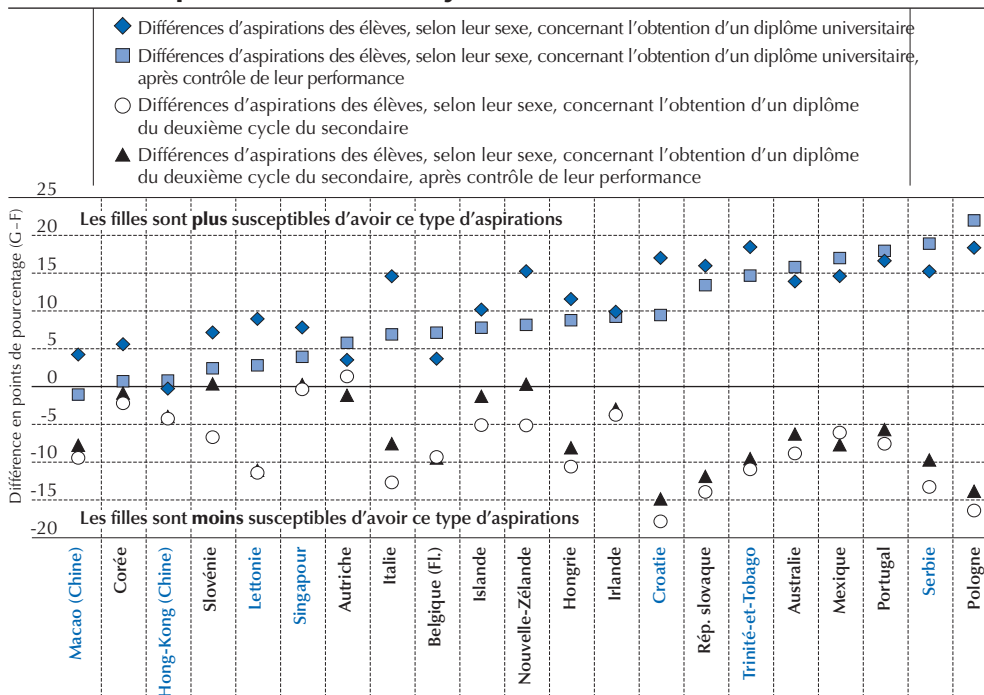 Différences d'aspirations des élèves, selon leur sexe, concernant l'obtention d'un diplôme universitaire
Différences d'aspirations des élèves, selon leur sexe, concernant l'obtention d'un diplôme universitaire,
après contrôle de leur performance
Différences d'aspirations des élèves, selon leur sexe, concernant l'obtention d'un diplôme
du deuxième cycle du secondaire
Différences d'aspirations des élèves, selon leur sexe, concernant l'obtention d'un diplôme
du deuxième cycle du secondaire, après contrôle de leur performance
Différence en points de pourcentage (G – F)
25
20
15
10
5
0
-5
-10
-15
-20
Les filles sont plus susceptibles d'avoir ce type d'aspirations
Les filles sont moins susceptibles d'avoir ce type d'aspirations
Macao (Chine)
Corée
Hong-Kong (Chine)
Slovénie
Lettonie
Singapour
Autriche
Italie
Belgique (Fl.)
Islande
Nouvelle-Zélande
Hongrie
Irlande
Croatie
Rép. slovaque
Trinité-et-Tobago
Australie
Mexique
Portugal
Serbie
Pologne